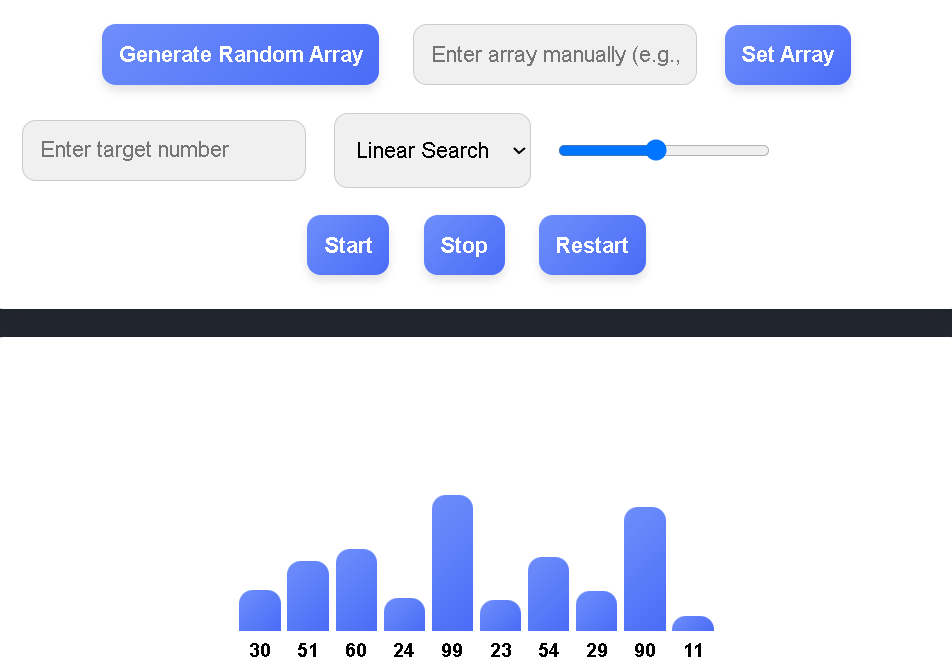 Generate Random Array Enter array manually (e.g., Set Array
Enter target number Linear Search
Start Stop Restart
30 51 60 24 99 23 54 29 90 11